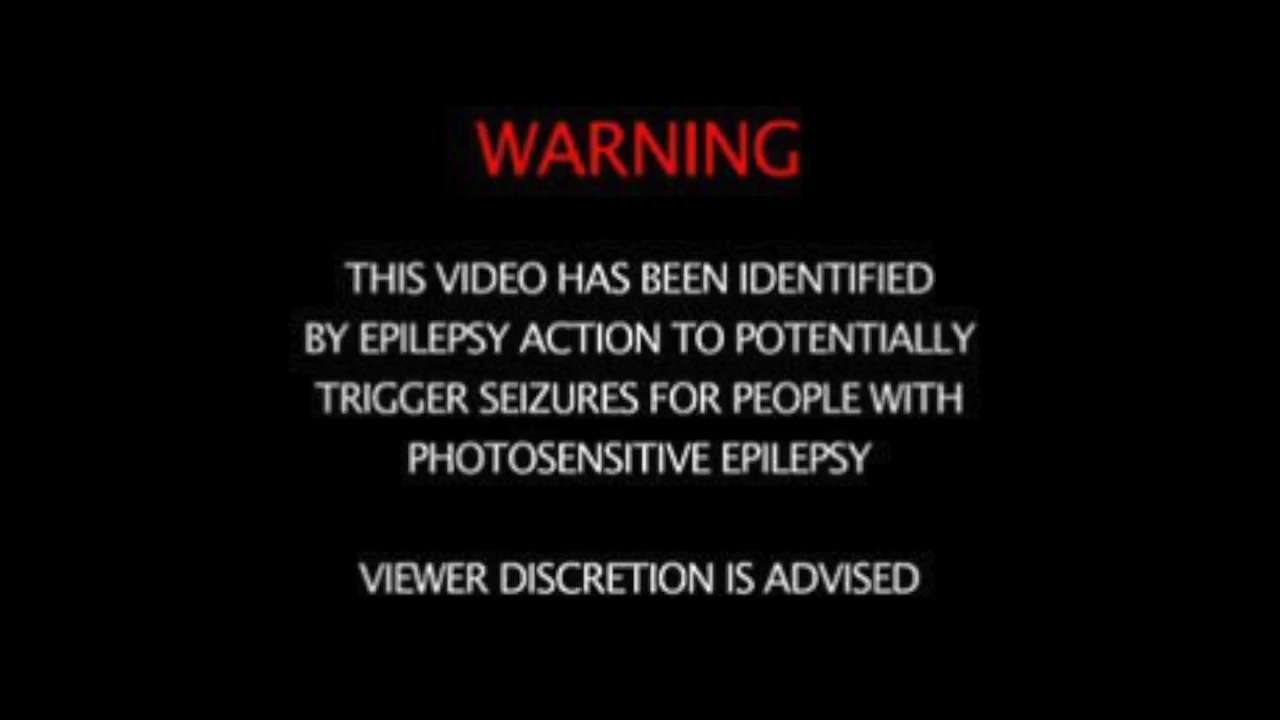 WARNING
THIS VIDEO HAS BEEN IDENTIFIED
BY EPILEPSY ACTION TO POTENTIALLY
TRIGGER SEIZURES FOR PEOPLE WITH
PHOTOSENSITIVE EPILEPSY
VIEWER DISCRETION IS ADVISED